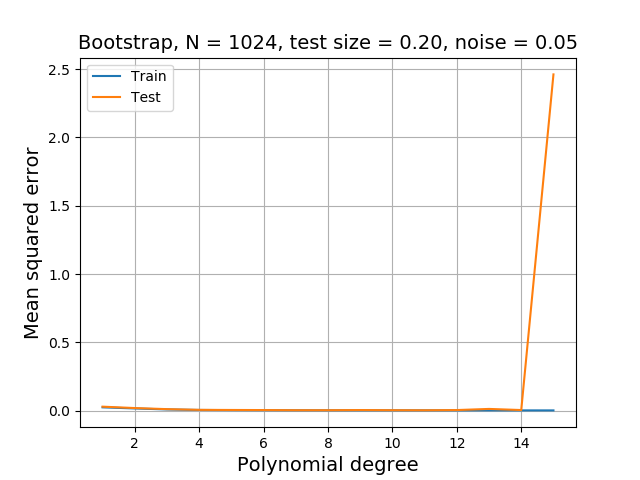 Bootstrap, N = 1024, test size = 0.20, noise = 0.05
Train
Test
2.5
2.0
1.5
1.0
0.5
0.0
Mean squared error
2 4 6 8 10 12 14
Polynomial degree